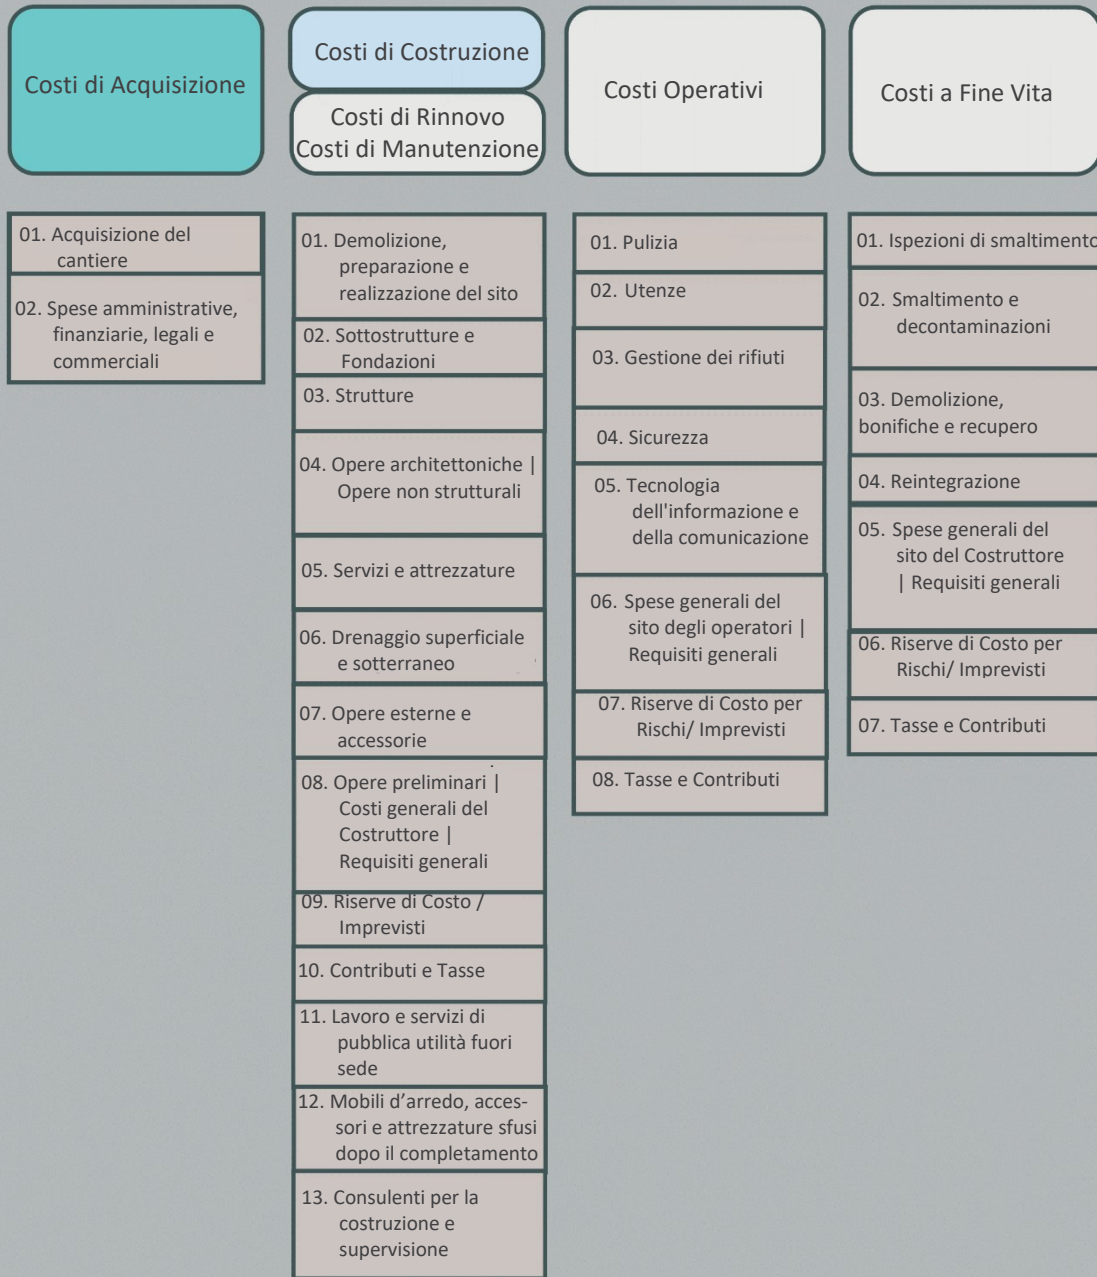 Costi di Acquisizione
Costi di Costruzione
Costi di Rinnovo
Costi di Manutenzione
Costi Operativi
Costi a Fine Vita
01. Acquisizione del
cantiere
02. Spese amministrative,
finanziarie, legali e
commerciali
01. Demolizione,
preparazione e
realizzazione del sito
02. Sottostrutture e
Fondazioni
03. Strutture
04. Opere architettoniche |
Opere non strutturali
05. Servizi e attrezzature
06. Drenaggio superficiale
e sotterraneo
07. Opere esterne e
accessorie
08. Opere preliminari |
Costi generali del
Costruttore |
Requisiti generali
09. Riserve di Costo /
Imprevisti
10. Contributi e Tasse
11. Lavoro e servizi di
pubblica utilità fuori
sede
12. Mobili d’arredo, acces-
sori e attrezzature sfusi
dopo il completamento
13. Consulenti per la
costruzione e
supervisione
01. Pulizia
02. Utenze
03. Gestione dei rifiuti
04. Sicurezza
05. Tecnologia
dell'informazione e
della comunicazione
06. Spese generali del
sito degli operatori |
Requisiti generali
07. Riserve di Costo per
Rischi/ Imprevisti
08. Tasse e Contributi
01. Ispezioni di smaltimento
02. Smaltimento e
decontaminazioni
03. Demolizione,
bonifiche e recupero
04. Reintegrazione
05. Spese generali del
sito del Costruttore
| Requisiti generali
06. Riserve di Costo per
Rischi/ Imprevisti
07. Tasse e Contributi